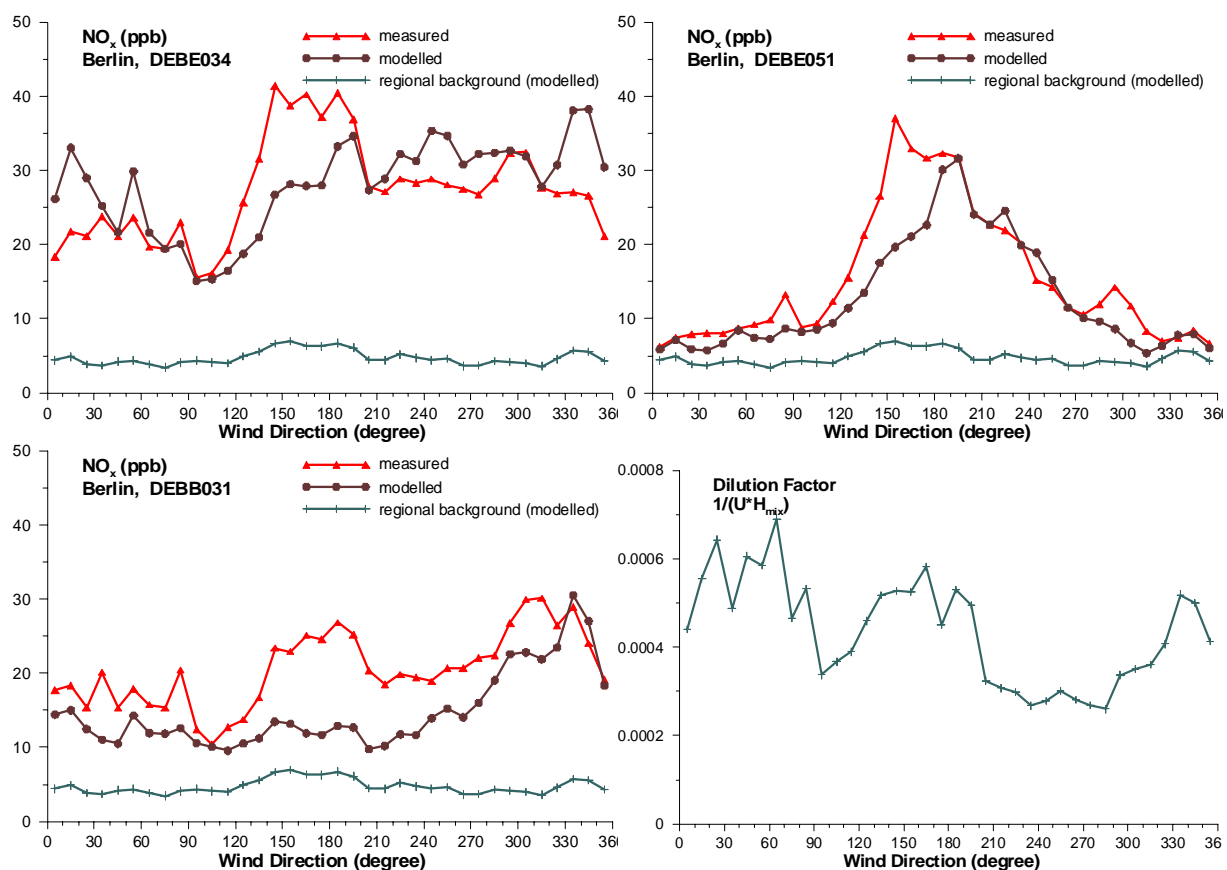 NOx (ppb)
Berlin, DEBE034
measured
modelled
regional background (modelled)
50
40
30
20
10
0
0 30 60 90 120 150 180 210 240 270 300 330 36
Wind Direction (degree)
NOx (ppb)
Berlin, DEBE051
measured
modelled
regional background (modelled)
50
40
30
20
10
0
0 30 60 90 120 150 180 210 240 270 300 330 36
Wind Direction (degree)
NOx (ppb)
Berlin, DEBB031
measured
modelled
regional background (modelled)
50
40
30
20
10
0
0 30 60 90 120 150 180 210 240 270 300 330 36
Wind Direction (degree)
Dilution Factor
1/(U*Hmix)
0.0008
0.0006
0.0004
0.0002
0
0 30 60 90 120 150 180 210 240 270 300 330 36
Wind Direction (degree)